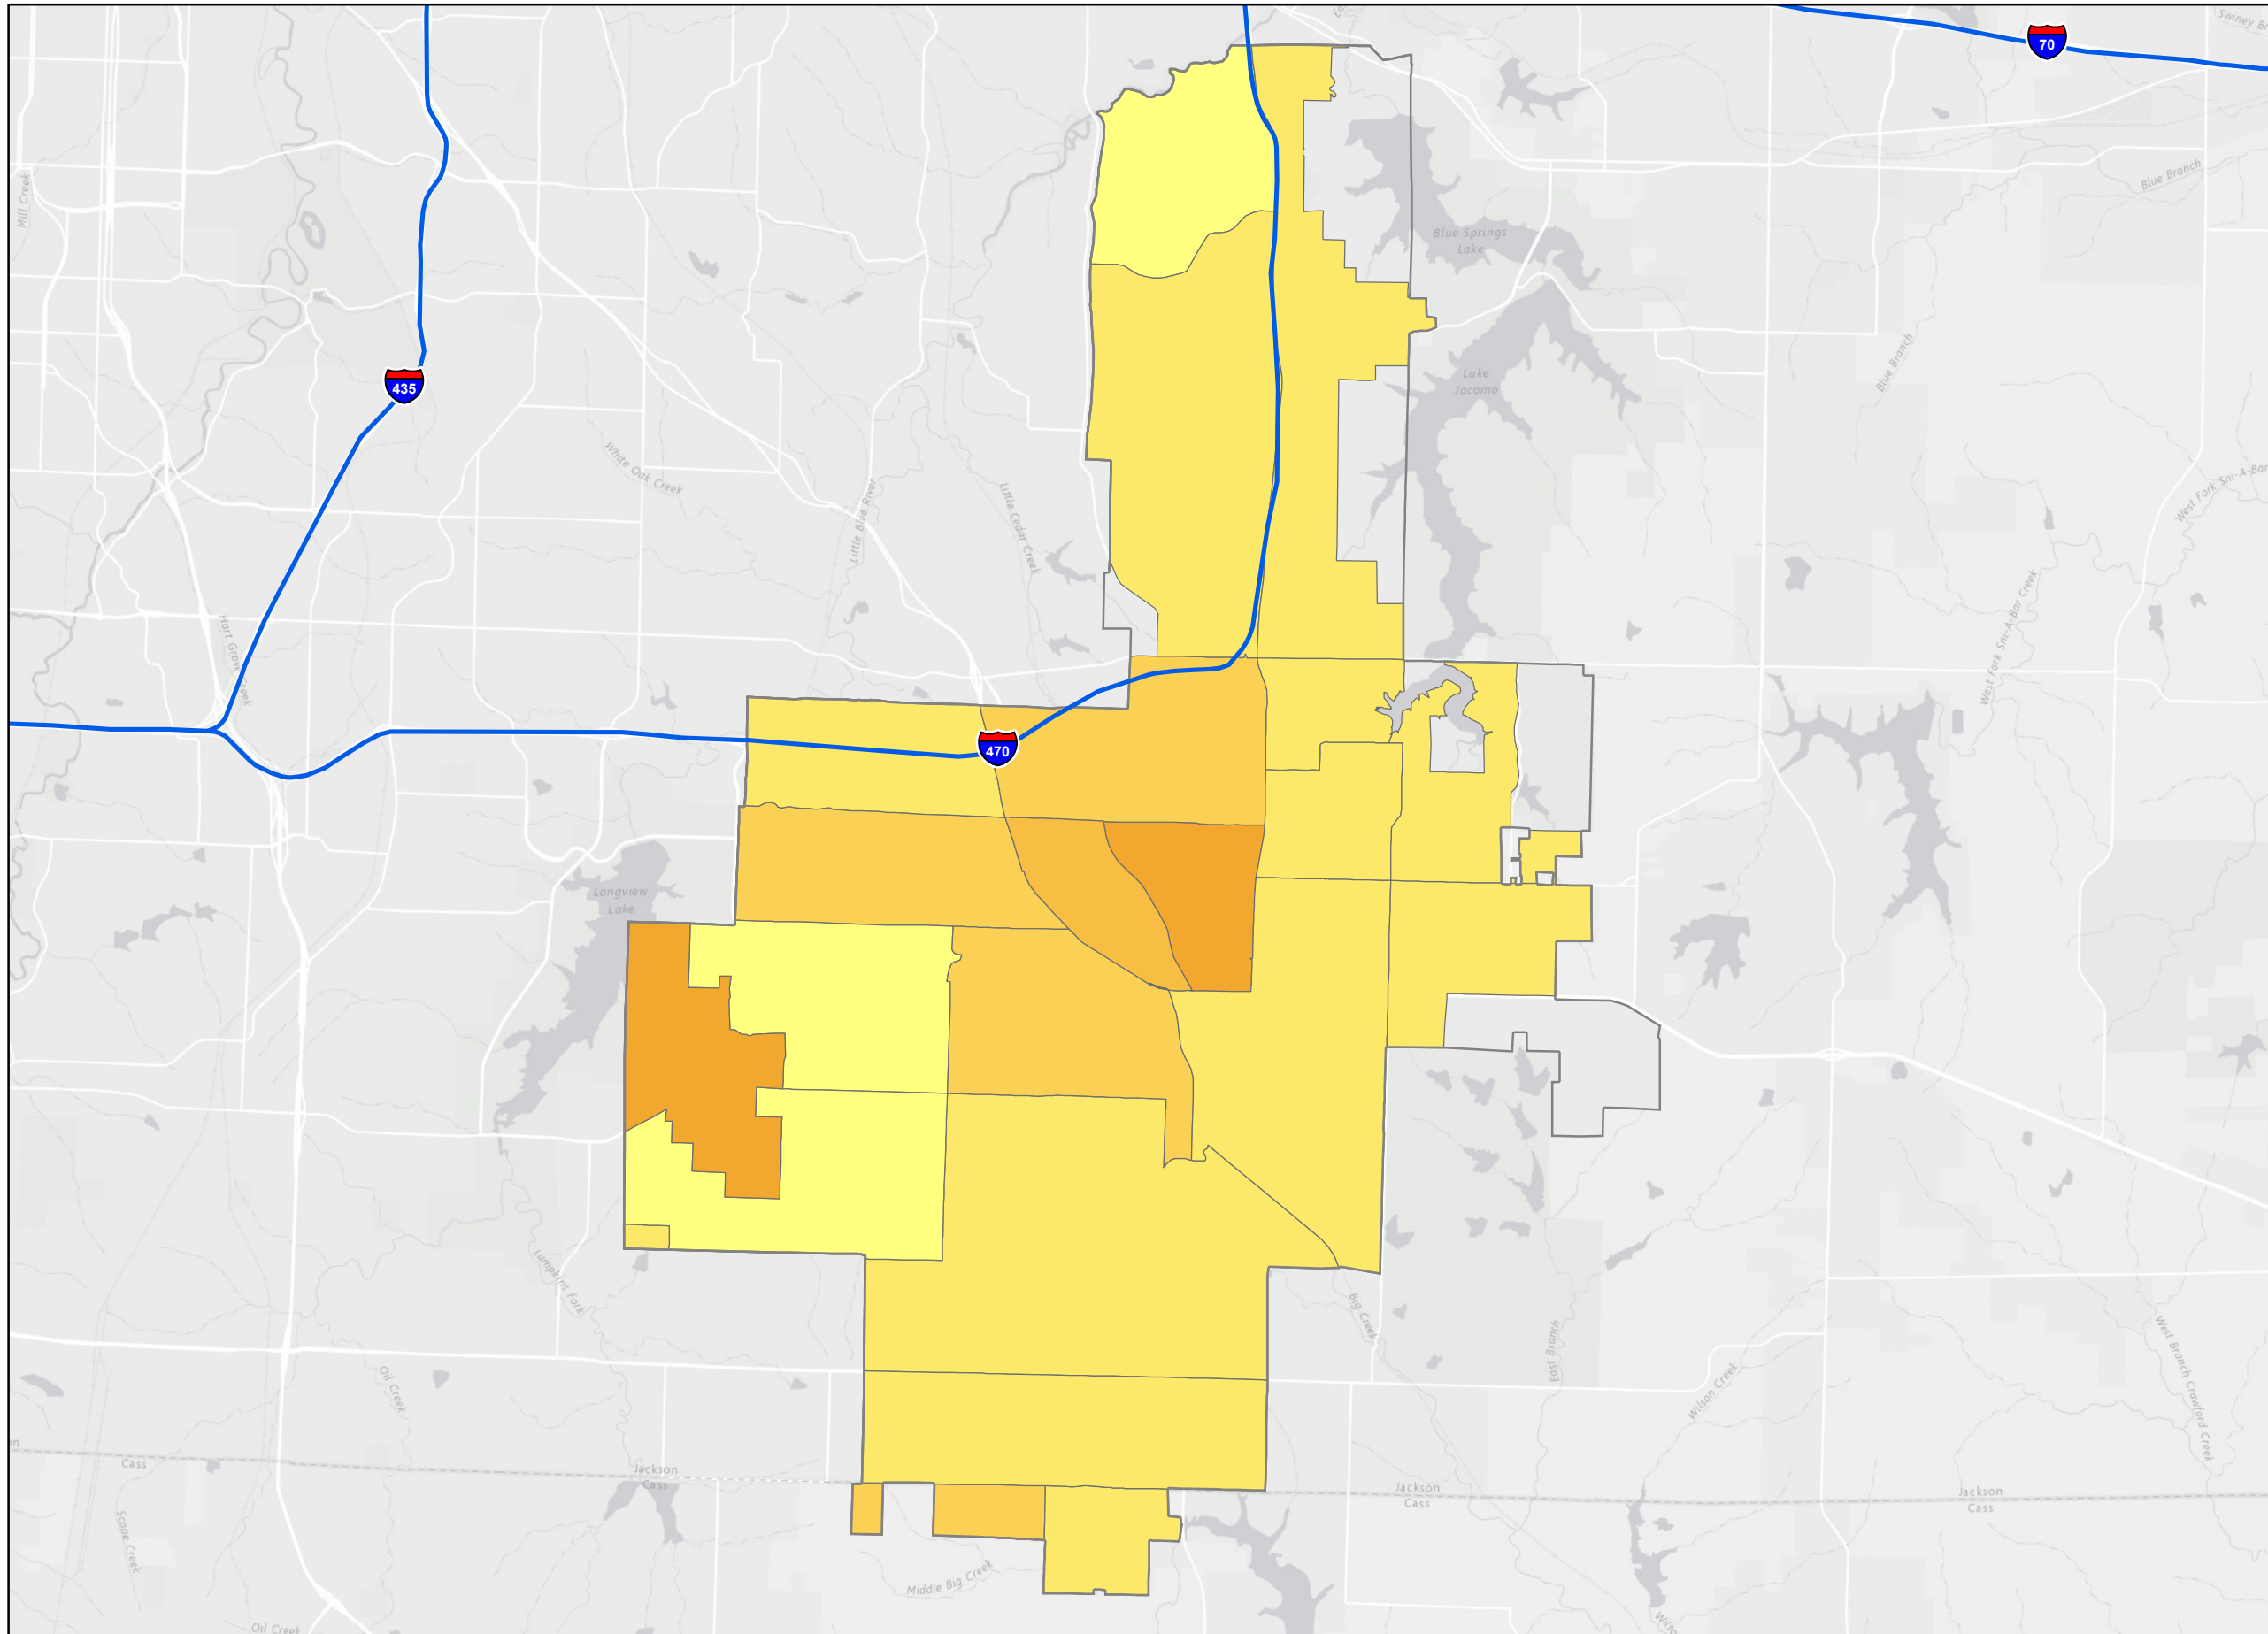 Swiney Br
70
Mill Creek
Blue Branch
Blue Springs
Lake
435
Lake
Jacomo
Blue Branch
White Oak Creek
Little Blue River
Little Cedar Creek
West Fork Sni-A-Bar
West Fork Sni-A-Bar Creek
Hart Grove Creek
470
Longview
Lake
Lumpkins Fork
Big Creek
East Branch
West Branch Crawford Creek
Oil Creek
Wilson Creek
Cass
Jackson
Cass
Jackson
Cass
Jackson
Cass
Scope Creek
Middle Big Creek
Oil Creek
Wilso